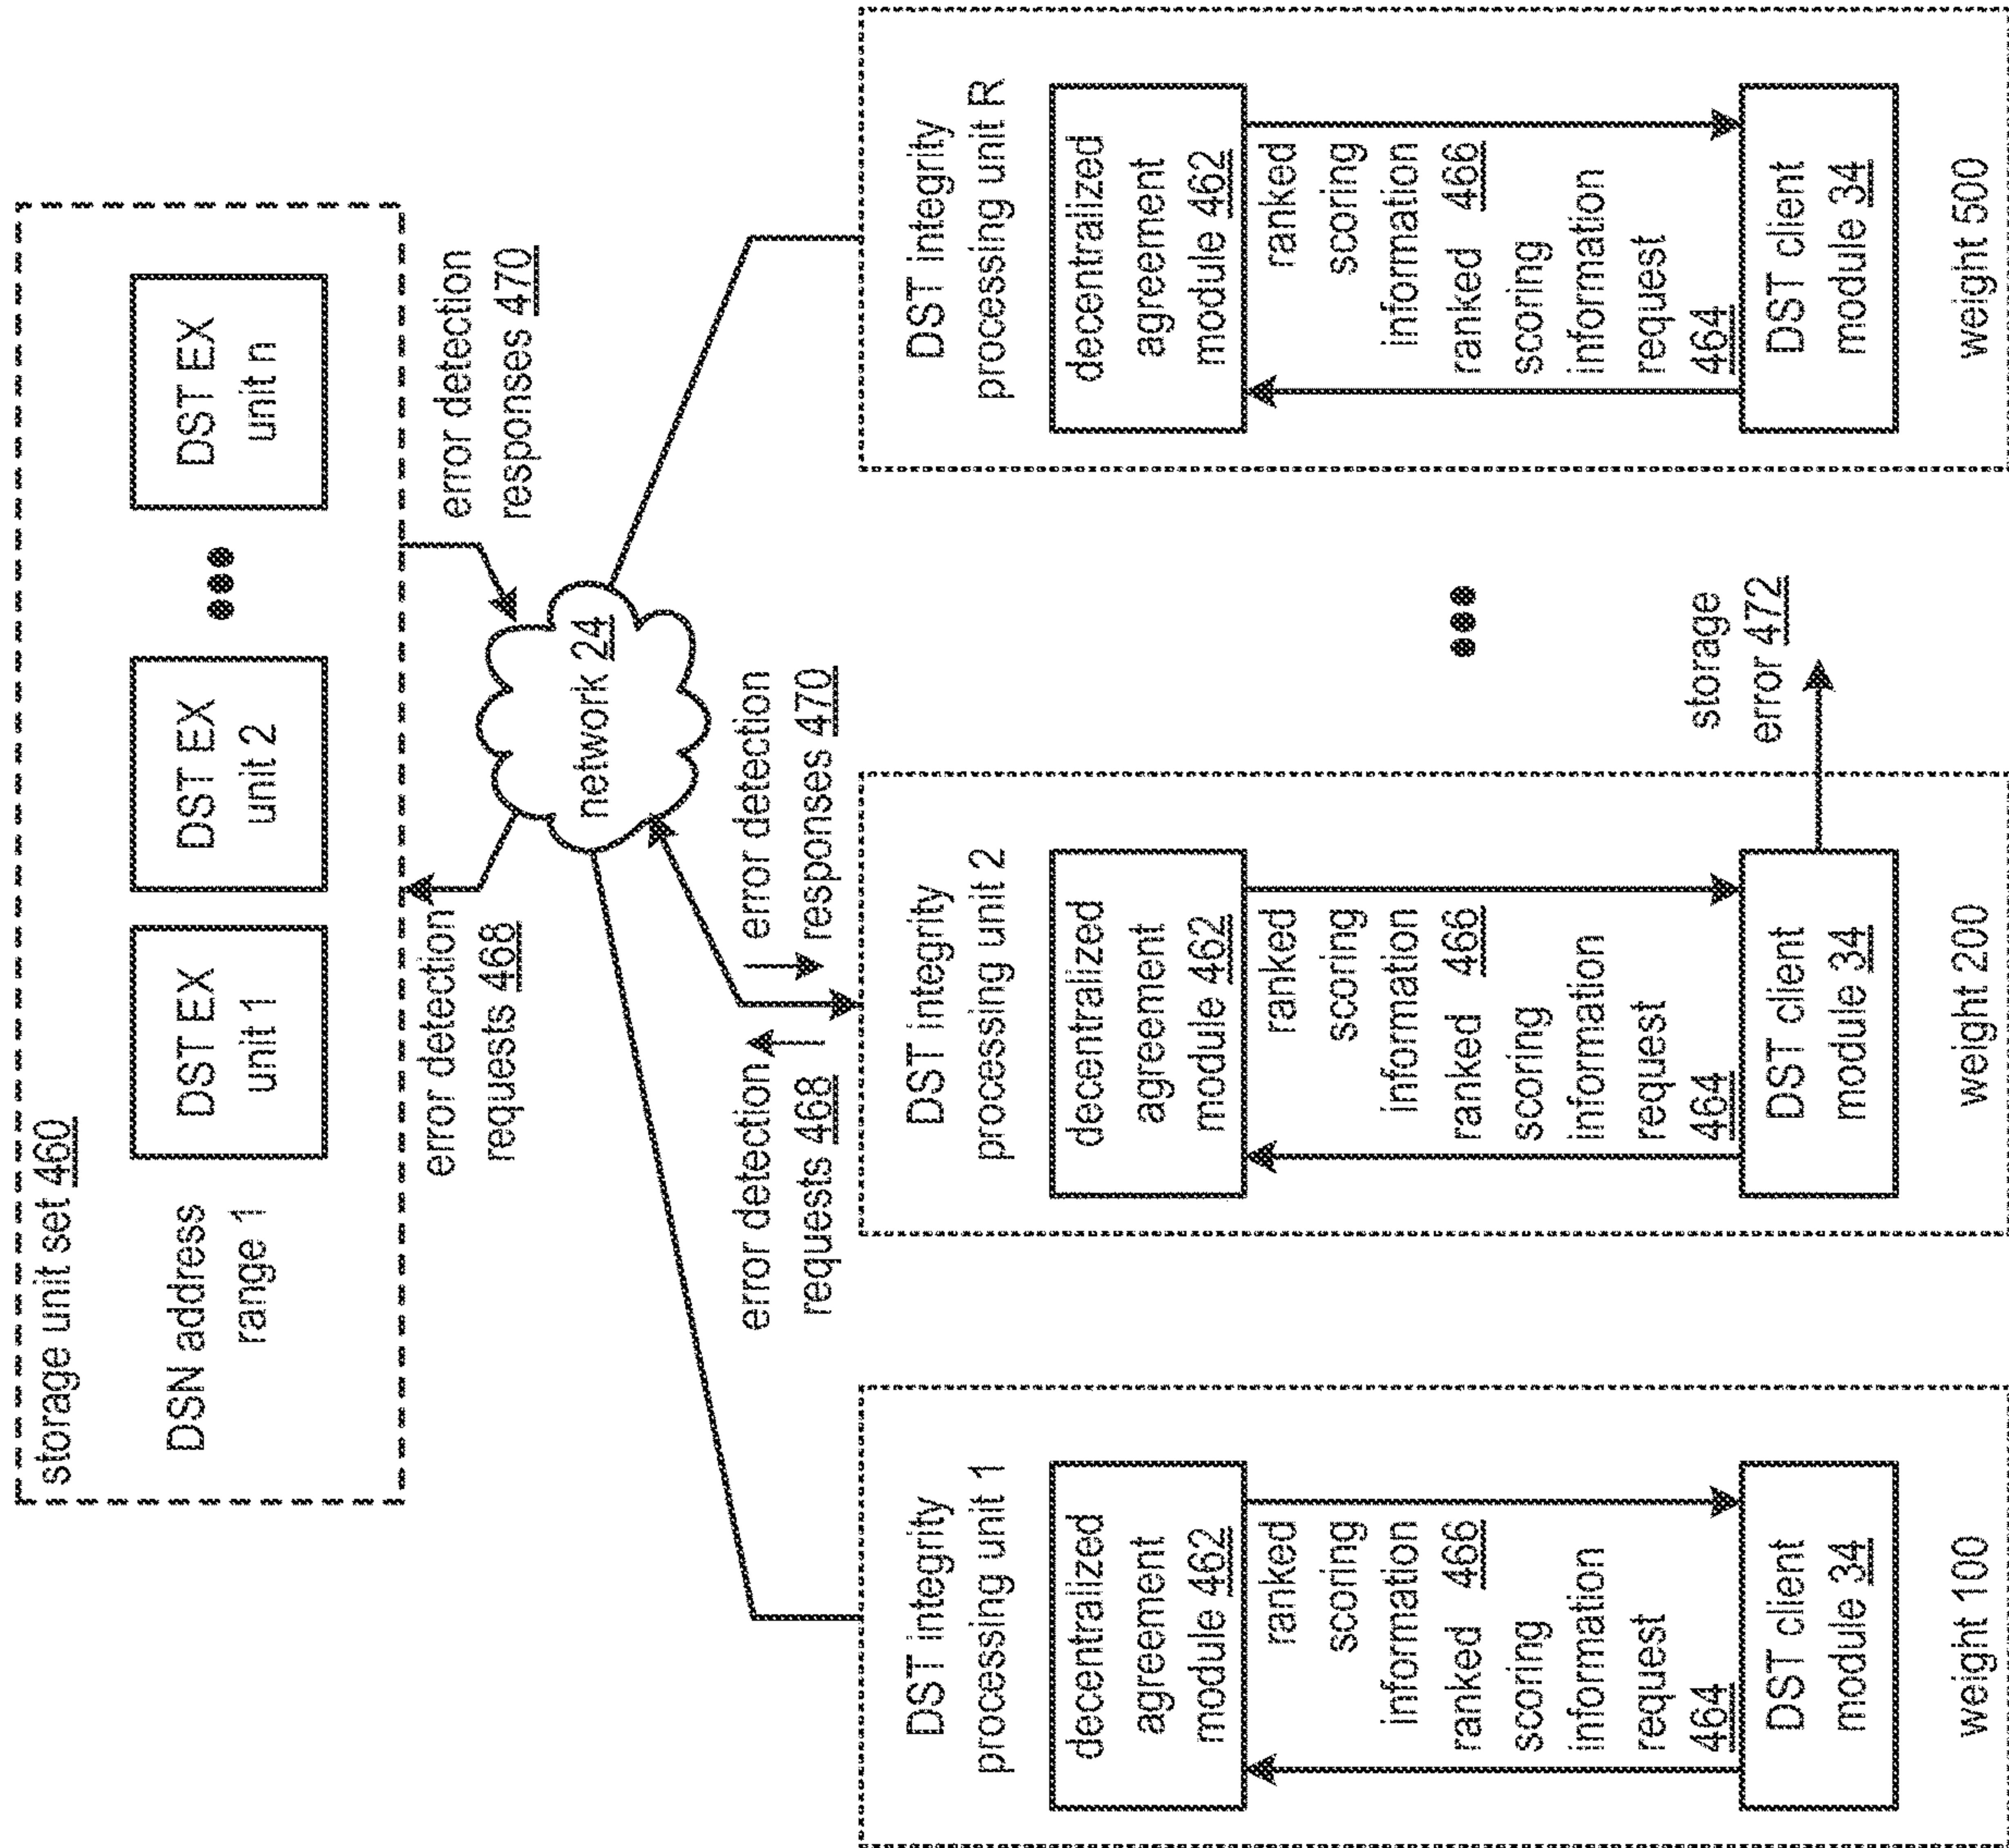 storage unit set 460
DSN address
range 1
DST EX
unit 1
DST EX
unit 2
DST EX
unit n
error detection
requests 468
error detection
responses 470
network 24
error detection
requests 468
error detection
responses 470
DST integrity
processing unit 1
decentralized
agreement
module 462
ranked
scoring
information
ranked 466
scoring
information
request
464
DST client
module 34
weight 100
DST integrity
processing unit 2
decentralized
agreement
module 462
ranked
scoring
information
ranked 466
scoring
information
request
464
DST client
module 34
weight 200
storage
error 472
DST integrity
processing unit R
decentralized
agreement
module 462
ranked
scoring
information
ranked 466
scoring
information
request
464
DST client
module 34
weight 500